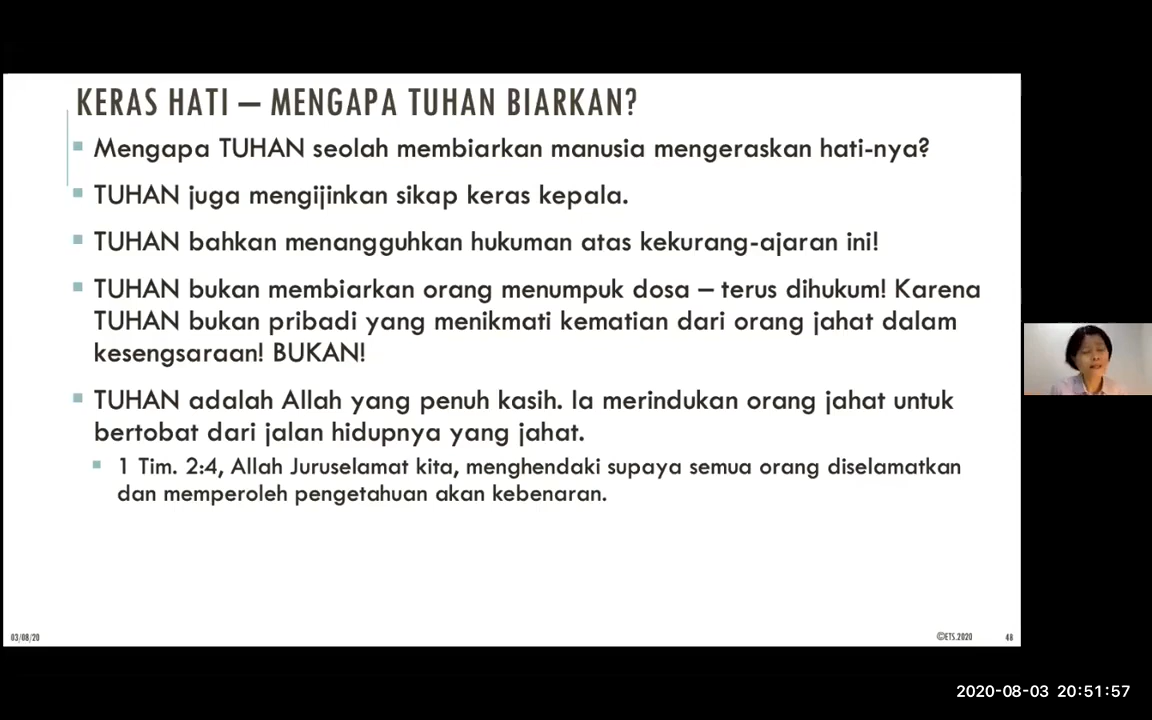 KERAS HATI – MENGAPA TUHAN BIARKAN?
Mengapa TUHAN seolah membiarkan manusia mengeraskan hati-nya?
TUHAN juga mengijinkan sikap keras kepala.
TUHAN bahkan menangguhkan hukuman atas kekurang-ajaran ini!
TUHAN bukan membiarkan orang menumpuk dosa – terus dihukum! Karena
TUHAN bukan pribadi yang menikmati kematian dari orang jahat dalam
kesengsaraan! BUKAN!
TUHAN adalah Allah yang penuh kasih. Ia merindukan orang jahat untuk
bertobat dari jalan hidupnya yang jahat.
1 Tim. 2:4, Allah Juruselamat kita, menghendaki supaya semua orang diselamatkan
dan memperoleh pengetahuan akan kebenaran.
03/08/20
©ETS.2020
48
2020-08-03 20:51:57